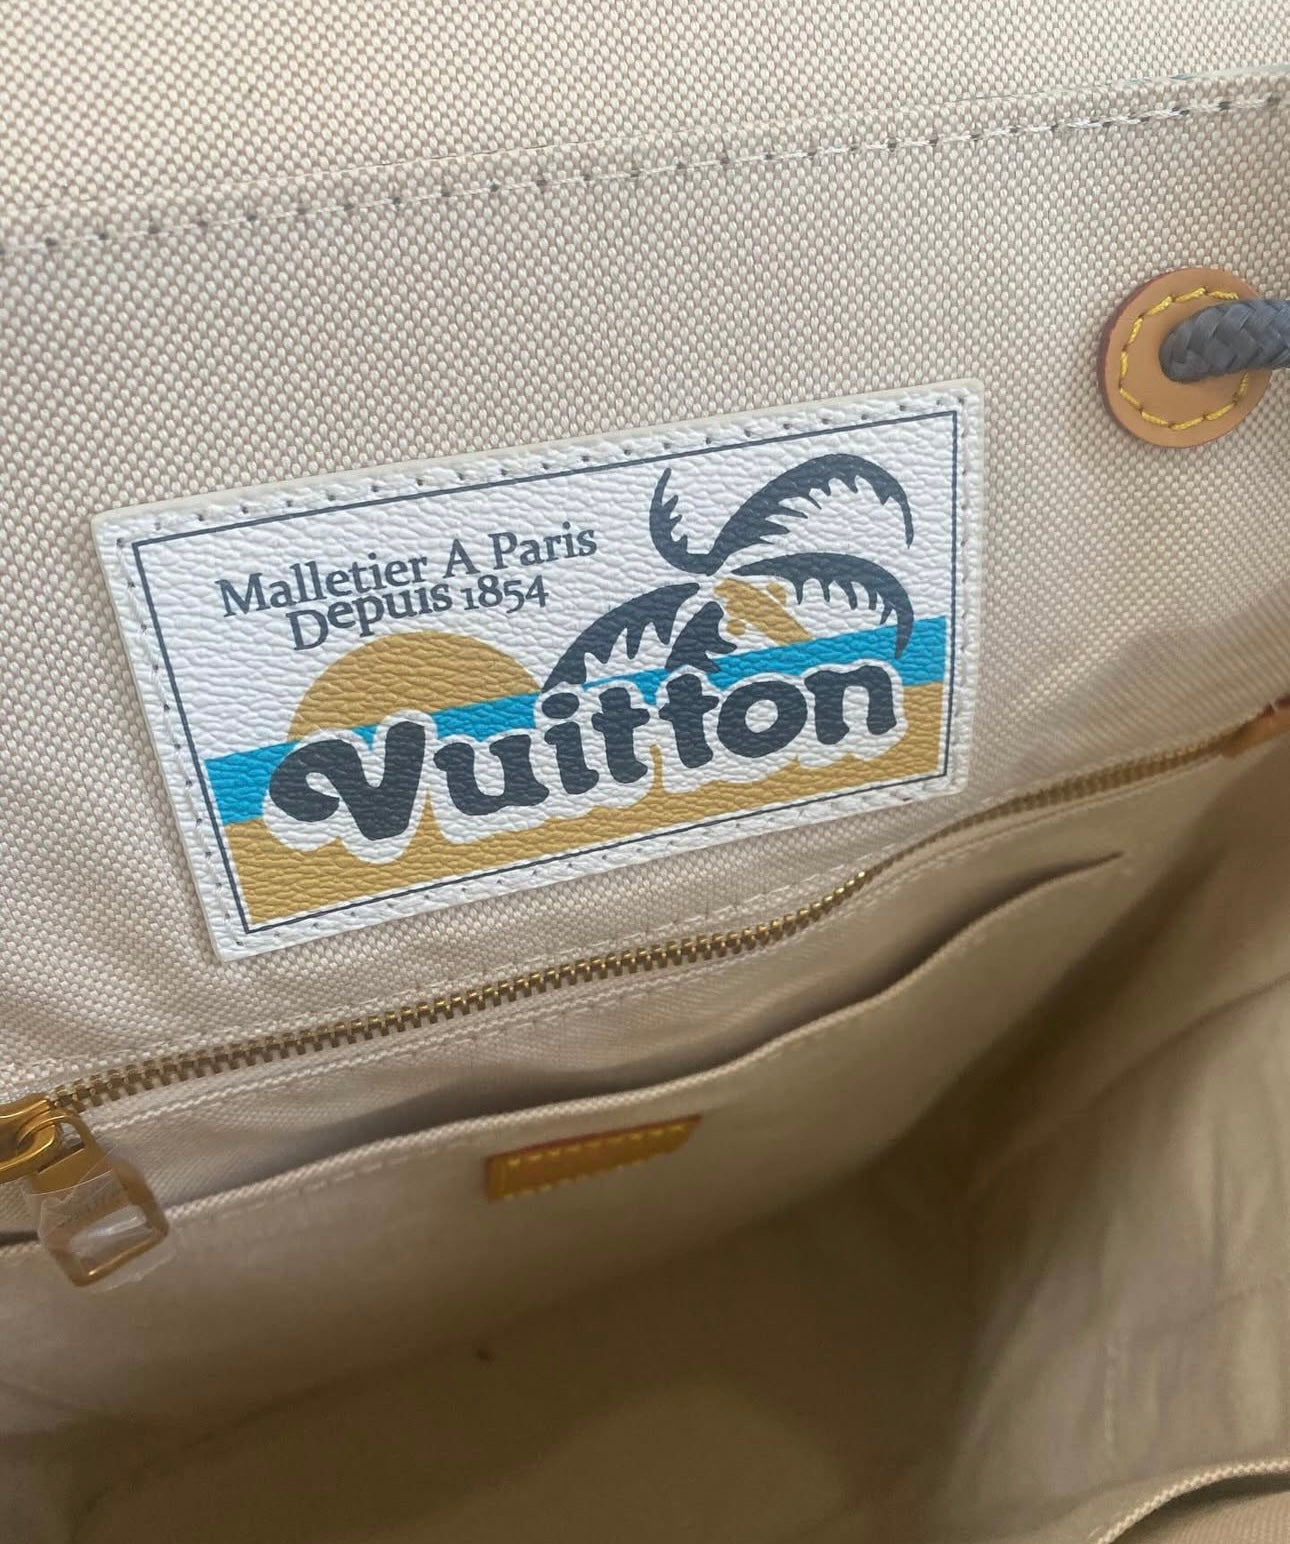 Malletier A Paris
Depuis 1854
Vuitton